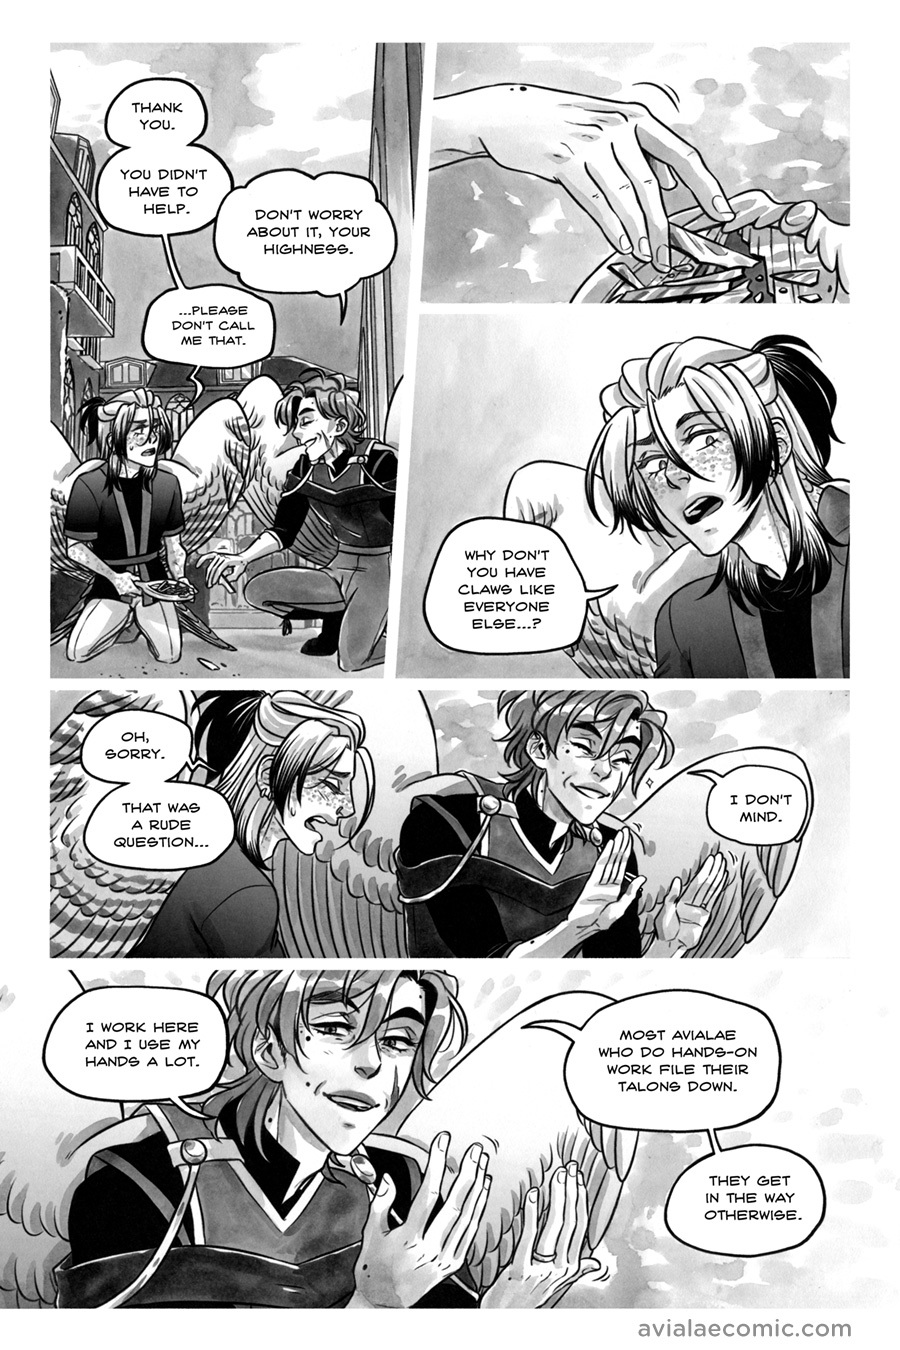 THANK
YOU.
YOU DIDN'T
HAVE TO
HELP.
DON'T WORRY
ABOUT IT, YOUR
HIGHNESS.
...PLEASE
DON'T CALL
ME THAT.
WHY DON'T
YOU HAVE
CLAWS LIKE
EVERYONE
ELSE...?
OH,
SORRY.
THAT WAS
A RUDE
QUESTION...
I DON'T
MIND.
I WORK HERE
AND I USE MY
HANDS A LOT.
MOST AVIALAE
WHO DO HANDS-ON
WORK FILE THEIR
TALONS DOWN.
THEY GET
IN THE WAY
OTHERWISE.
avialaecomic.com